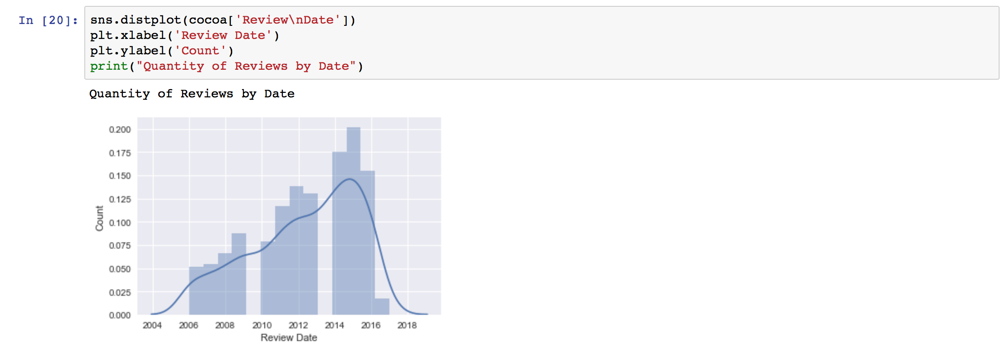 In [20]: sns.distplot(cocoa['Review\nDate'])
plt.xlabel('Review Date')
plt.ylabel('Count')
print("Quantity of Reviews by Date")
Quantity of Reviews by Date
0.200
0.175
0.150
0.125
0.100
0.075
0.050
0.025
0.000
Count
2004 2006 2008 2010 2012 2014 2016 2018
Review Date